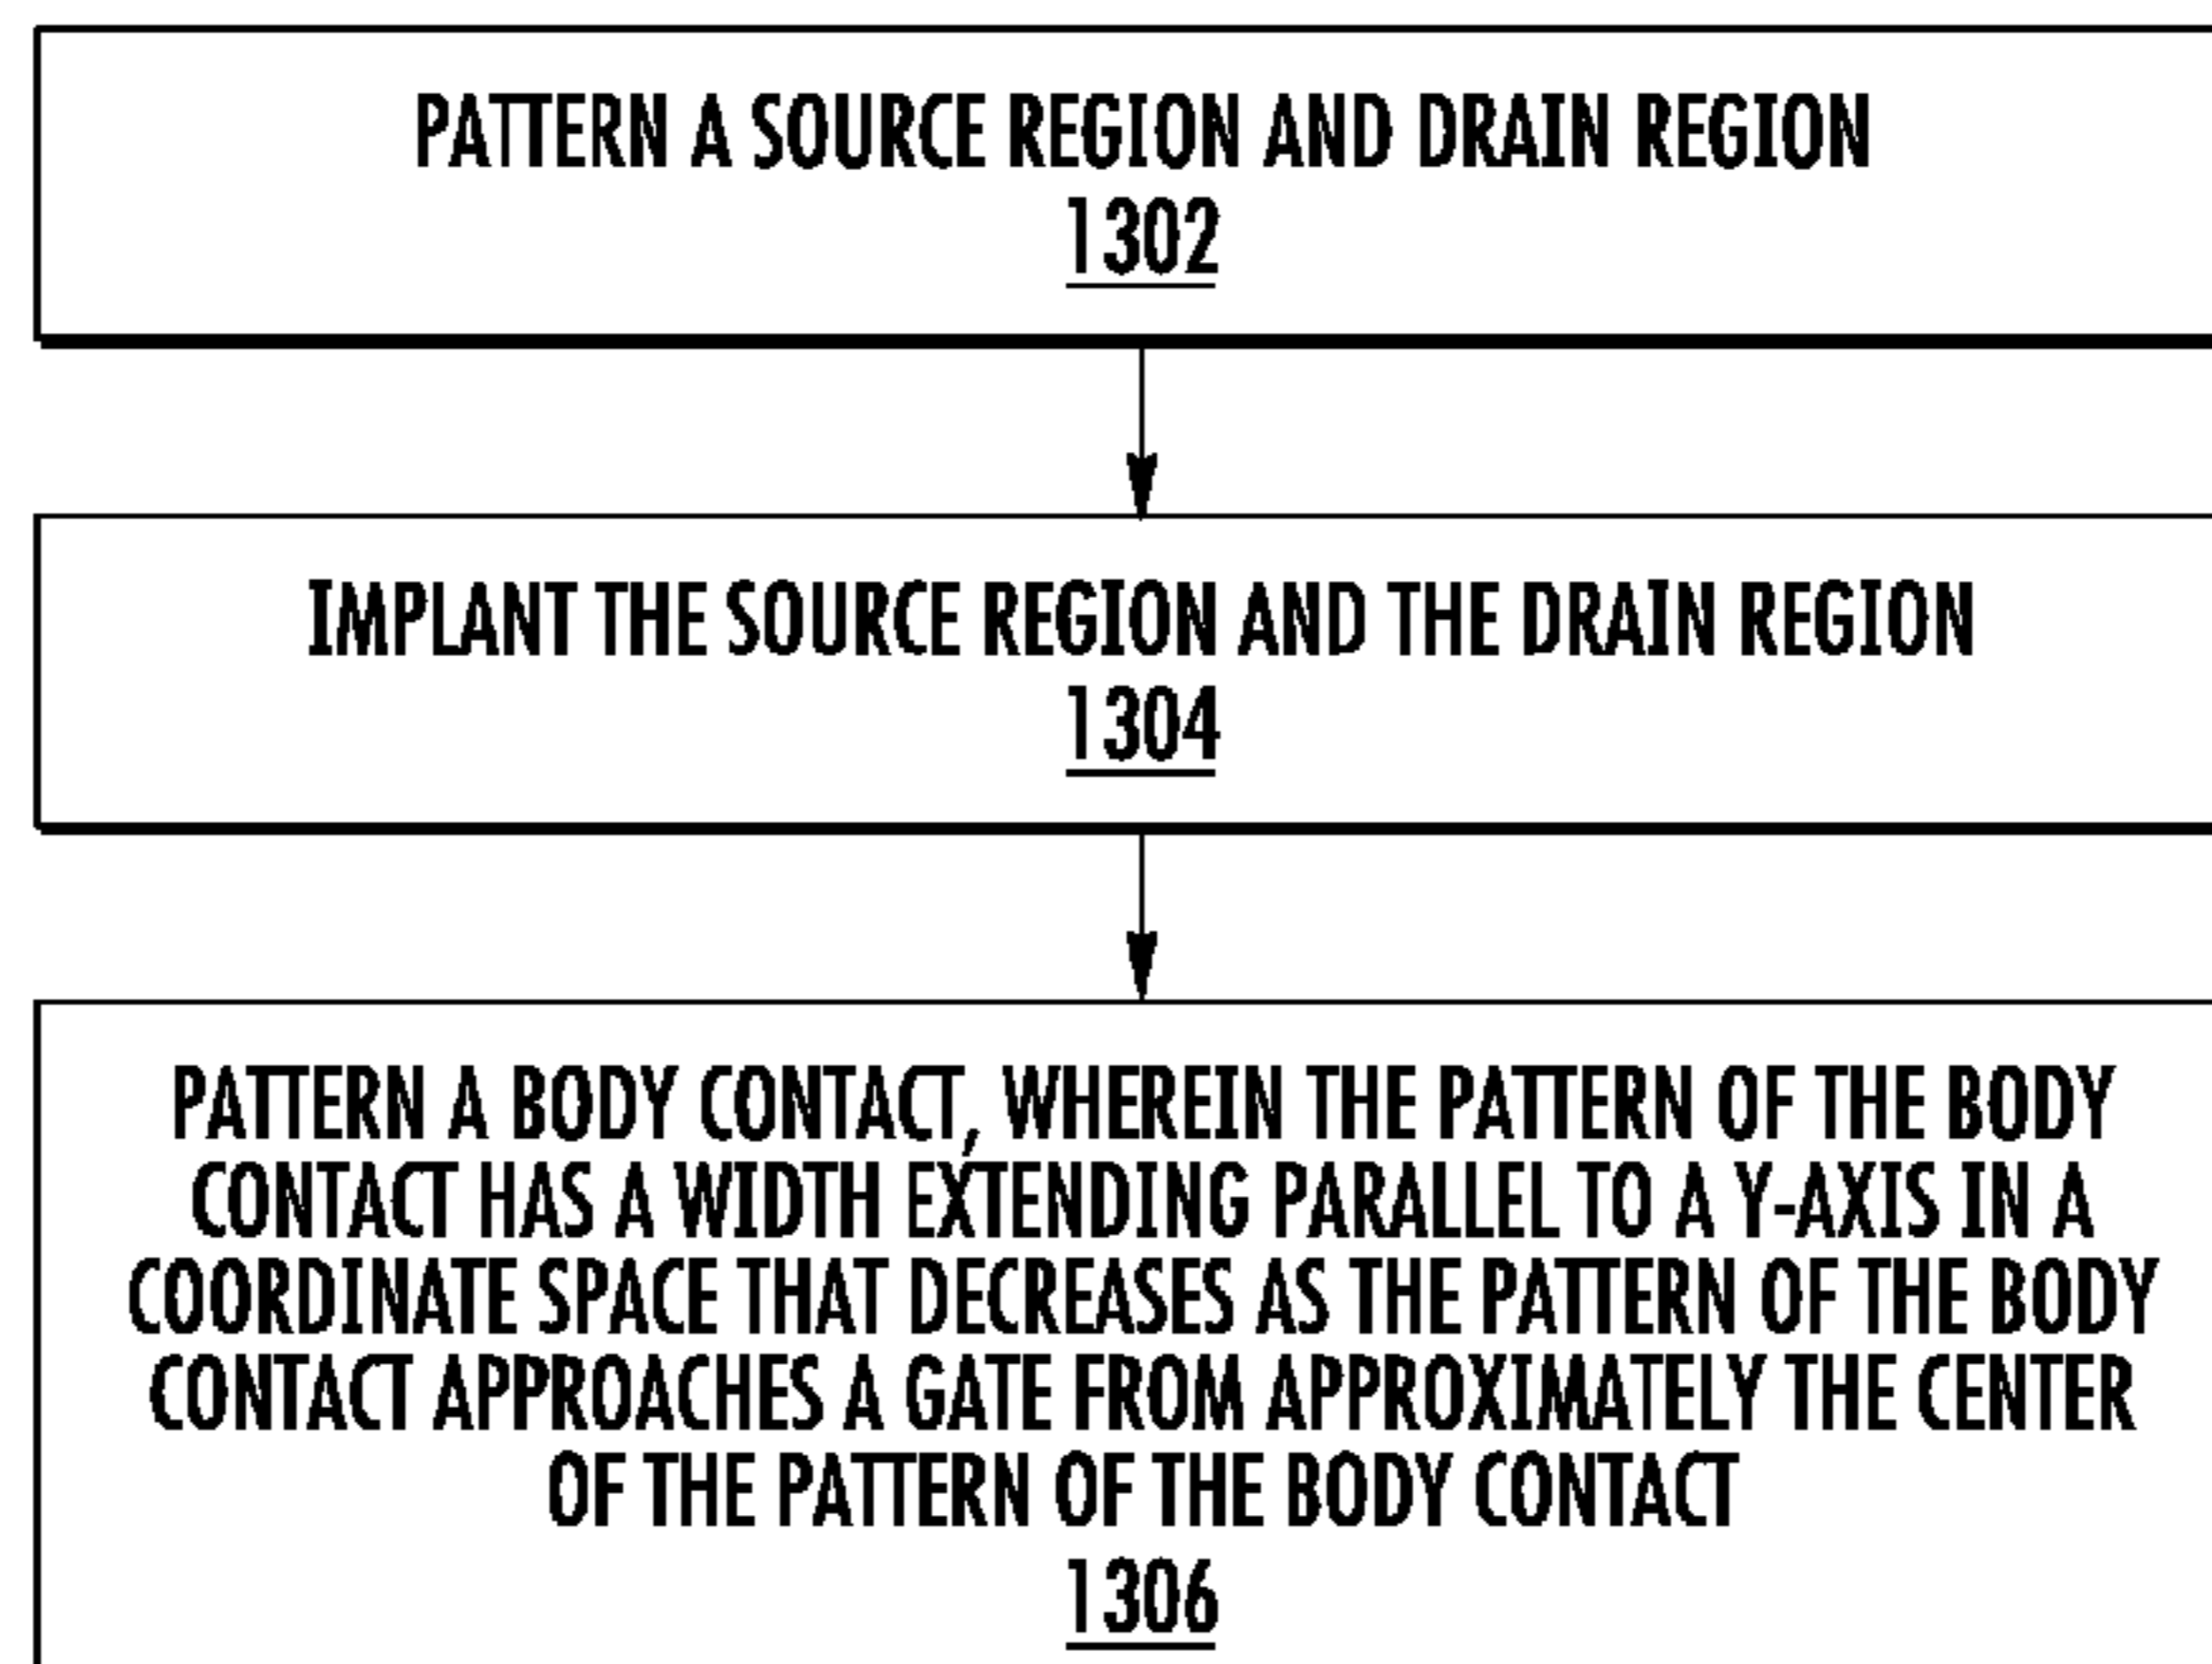 PATTERN A SOURCE REGION AND DRAIN REGION
1302
IMPLANT THE SOURCE REGION AND THE DRAIN REGION
1304
PATTERN A BODY CONTACT, WHEREIN THE PATTERN OF THE BODY
CONTACT HAS A WIDTH EXTENDING PARALLEL TO A Y-AXIS IN A
COORDINATE SPACE THAT DECREASES AS THE PATTERN OF THE BODY
CONTACT APPROACHES A GATE FROM APPROXIMATELY THE CENTER
OF THE PATTERN OF THE BODY CONTACT
1306